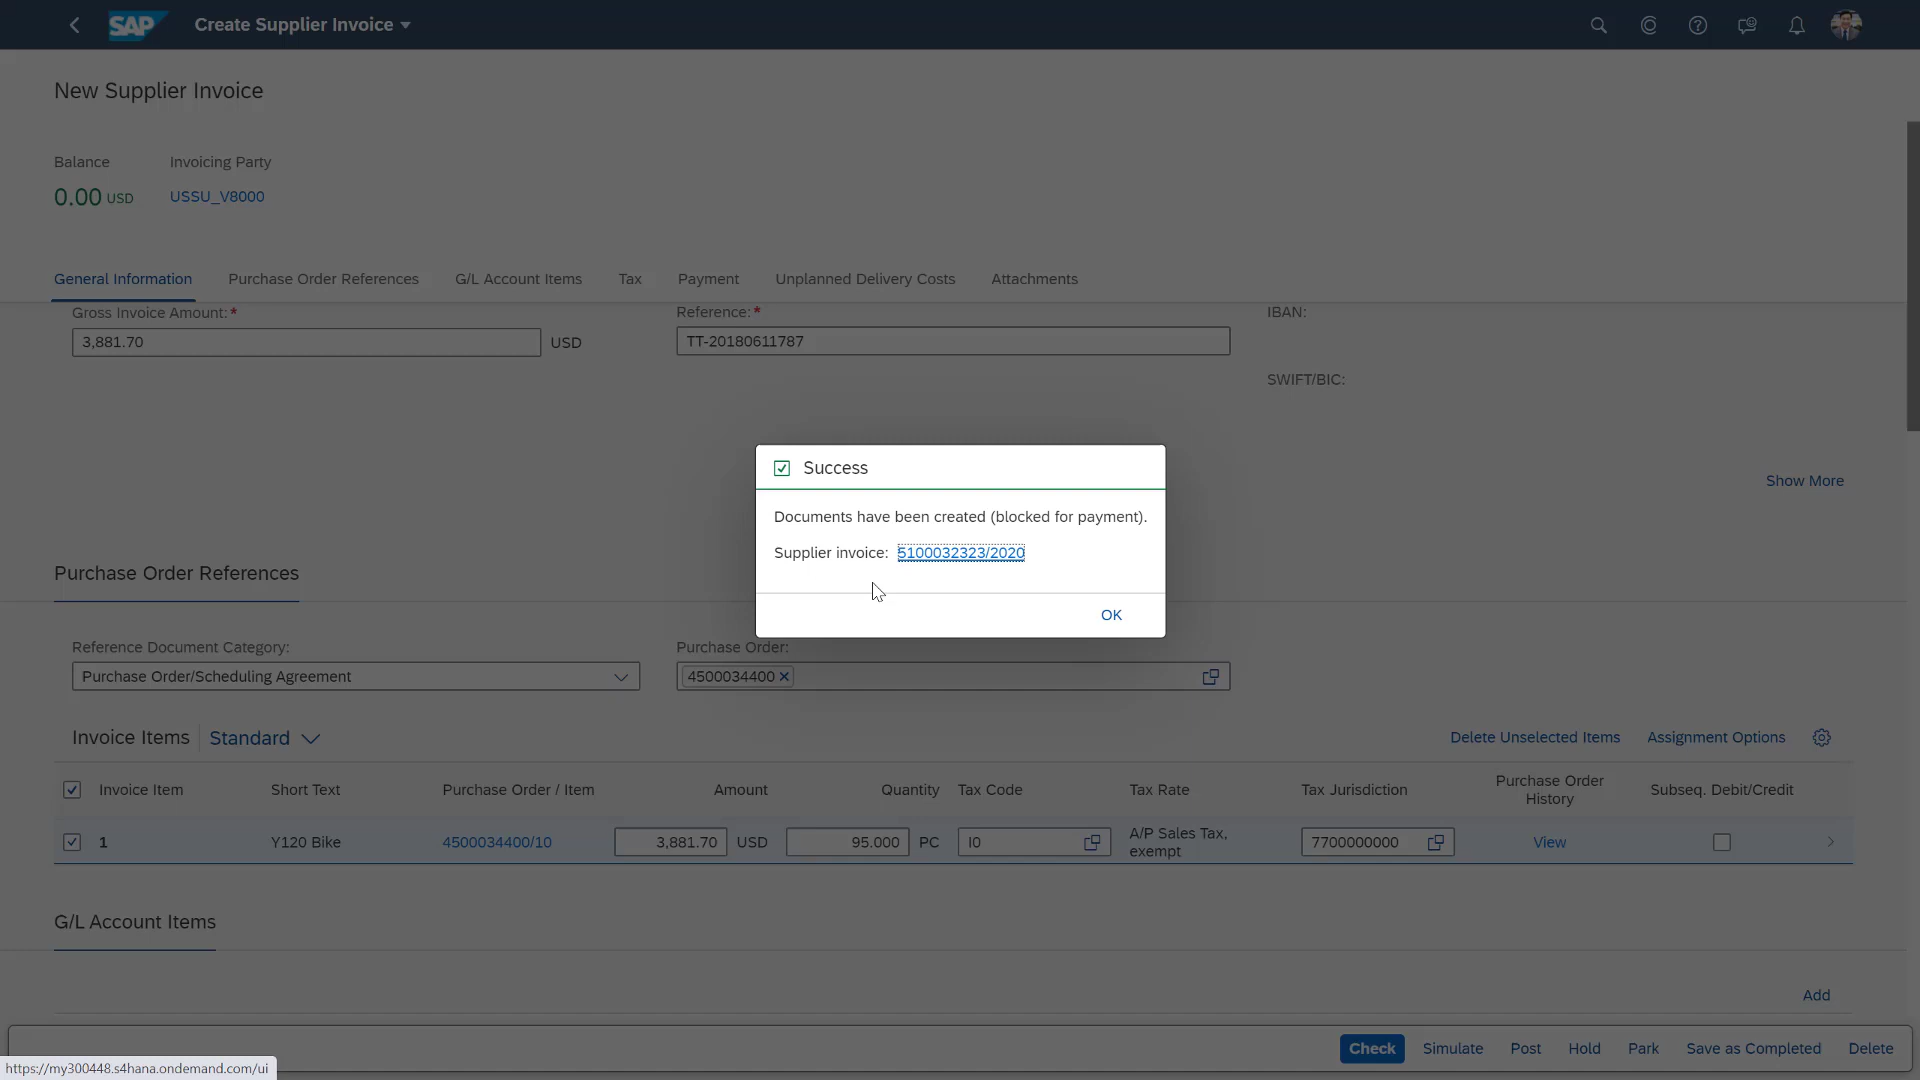 SAP Create Supplier Invoice
New Supplier Invoice
Balance Invoicing Party
0.00 USD USSU_V8000
General Information Purchase Order References G/L Account Items Tax Payment Unplanned Delivery Costs Attachments
Gross Invoice Amount:* Reference:* IBAN:
3,881.70 USD TT-20180611787
SWIFT/BIC:
Success
Show More
Documents have been created (blocked for payment).
Supplier invoice: 5100032323/2020
Purchase Order References
OK
Reference Document Category: Purchase Order:
Purchase Order/Scheduling Agreement 4500034400
Invoice Items Standard Delete Unselected Items Assignment Options
Invoice Item Short Text Purchase Order / Item Amount Quantity Tax Code Tax Rate Tax Jurisdiction Purchase Order History Subseq. Debit/Credit
1 Y120 Bike 4500034400/10 3,881.70 USD 95.000 PC I0 A/P Sales Tax, exempt 7700000000 View
G/L Account Items
Add
Check Simulate Post Hold Park Save as Completed Delete
https://my300448.s4hana.ondemand.com/ui